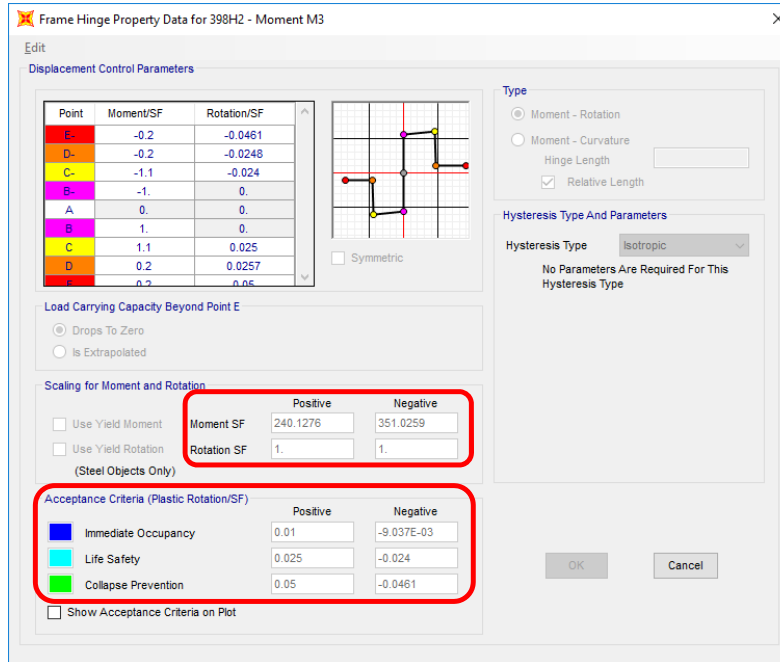 Frame Hinge Property Data for 398H2 - Moment M3
Edit
Displacement Control Parameters
Point Moment/SF Rotation/SF
E- -0.2 -0.0461
D- -0.2 -0.0248
C- -1.1 -0.024
B- -1. 0.
A 0. 0.
B 1. 0.
C 1.1 0.025
D 0.2 0.0257
E 0.2 0.05
Symmetric
Load Carrying Capacity Beyond Point E
Drops To Zero
Is Extrapolated
Scaling for Moment and Rotation
Positive Negative
Use Yield Moment Moment SF 240.1276 351.0259
Use Yield Rotation Rotation SF 1. 1.
(Steel Objects Only)
Acceptance Criteria (Plastic Rotation/SF)
Positive Negative
Immediate Occupancy 0.01 -9.037E-03
Life Safety 0.025 -0.024
Collapse Prevention 0.05 -0.0461
Show Acceptance Criteria on Plot
Type
Moment - Rotation
Moment - Curvature
Hinge Length
Relative Length
Hysteresis Type And Parameters
Hysteresis Type Isotropic
No Parameters Are Required For This
Hysteresis Type
OK Cancel